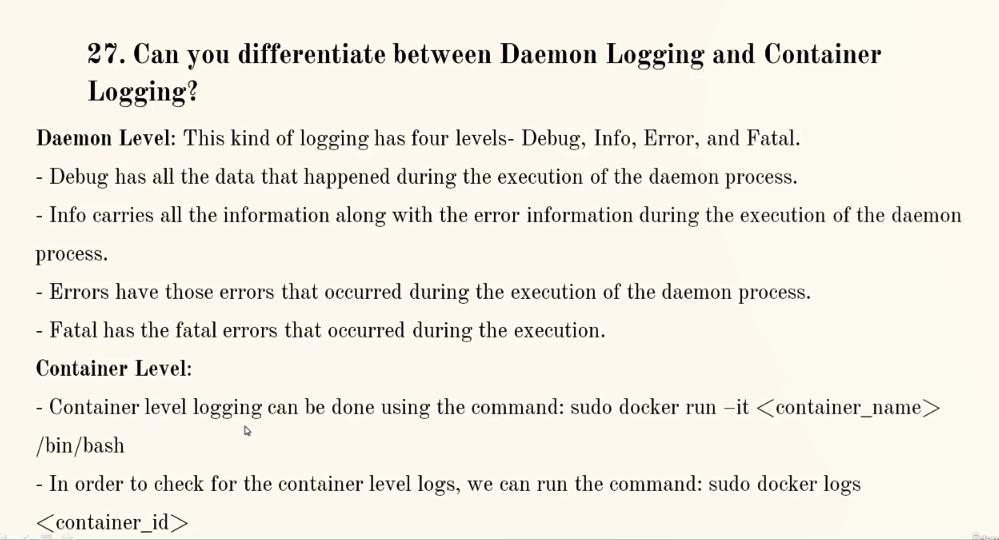 27. Can you differentiate between Daemon Logging and Container
Logging?
Daemon Level: This kind of logging has four levels- Debug, Info, Error, and Fatal.
- Debug has all the data that happened during the execution of the daemon process.
- Info carries all the information along with the error information during the execution of the daemon
process.
- Errors have those errors that occurred during the execution of the daemon process.
- Fatal has the fatal errors that occurred during the execution.
Container Level:
- Container level logging can be done using the command: sudo docker run –it <container_name>
/bin/bash
- In order to check for the container level logs, we can run the command: sudo docker logs
<container_id>